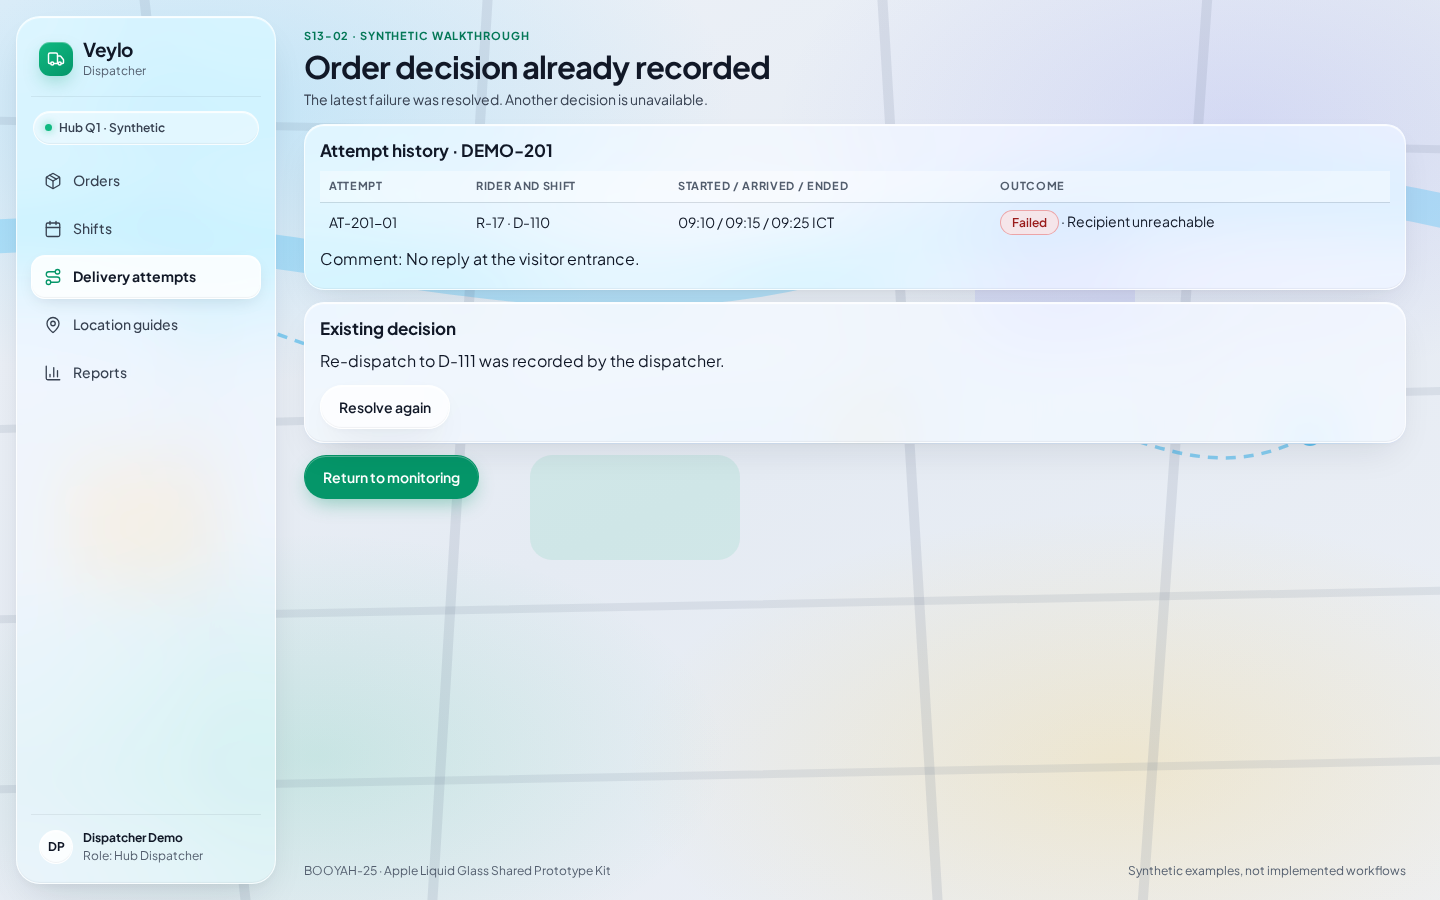 Veylo
Dispatcher
Hub Q1 · Synthetic
Orders
Shifts
Delivery attempts
Location guides
Reports
DP
Dispatcher Demo
Role: Hub Dispatcher
S13-02 · SYNTHETIC WALKTHROUGH
Order decision already recorded
The latest failure was resolved. Another decision is unavailable.
Attempt history · DEMO-201
ATTEMPT RIDER AND SHIFT STARTED / ARRIVED / ENDED OUTCOME
AT-201-01 R-17 · D-110 09:10 / 09:15 / 09:25 ICT Failed · Recipient unreachable
Comment: No reply at the visitor entrance.
Existing decision
Re-dispatch to D-111 was recorded by the dispatcher.
Resolve again
Return to monitoring
BOOYAH-25 · Apple Liquid Glass Shared Prototype Kit
Synthetic examples, not implemented workflows